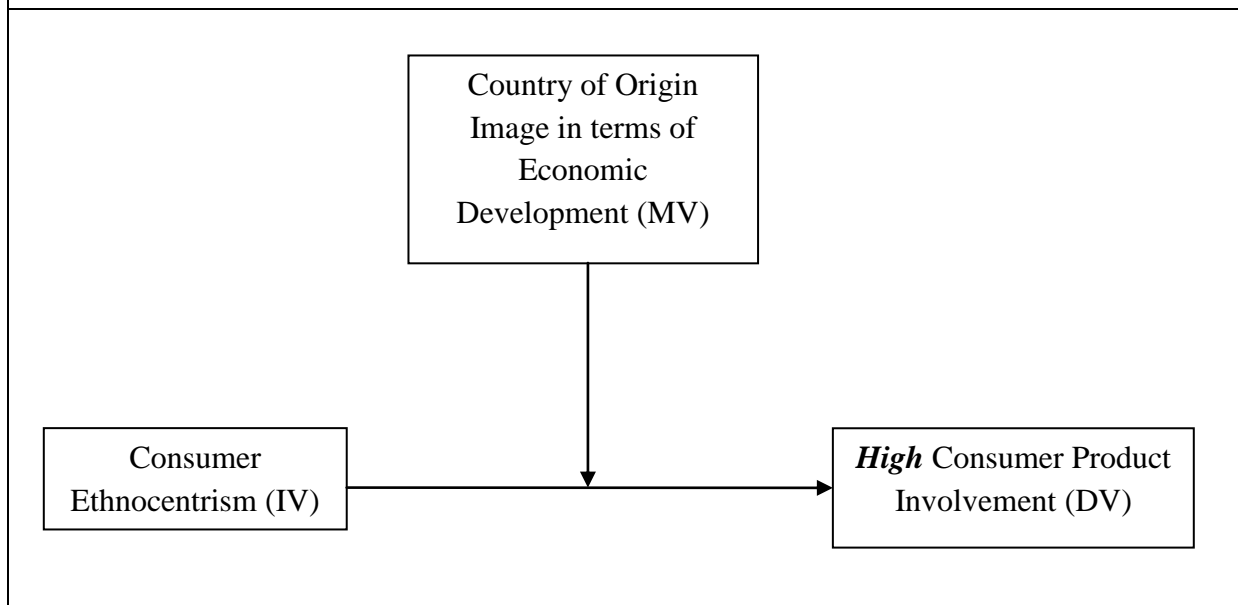 Country of Origin
Image in terms of
Economic
Development (MV)
Consumer
Ethnocentrism (IV)
High Consumer Product
Involvement (DV)